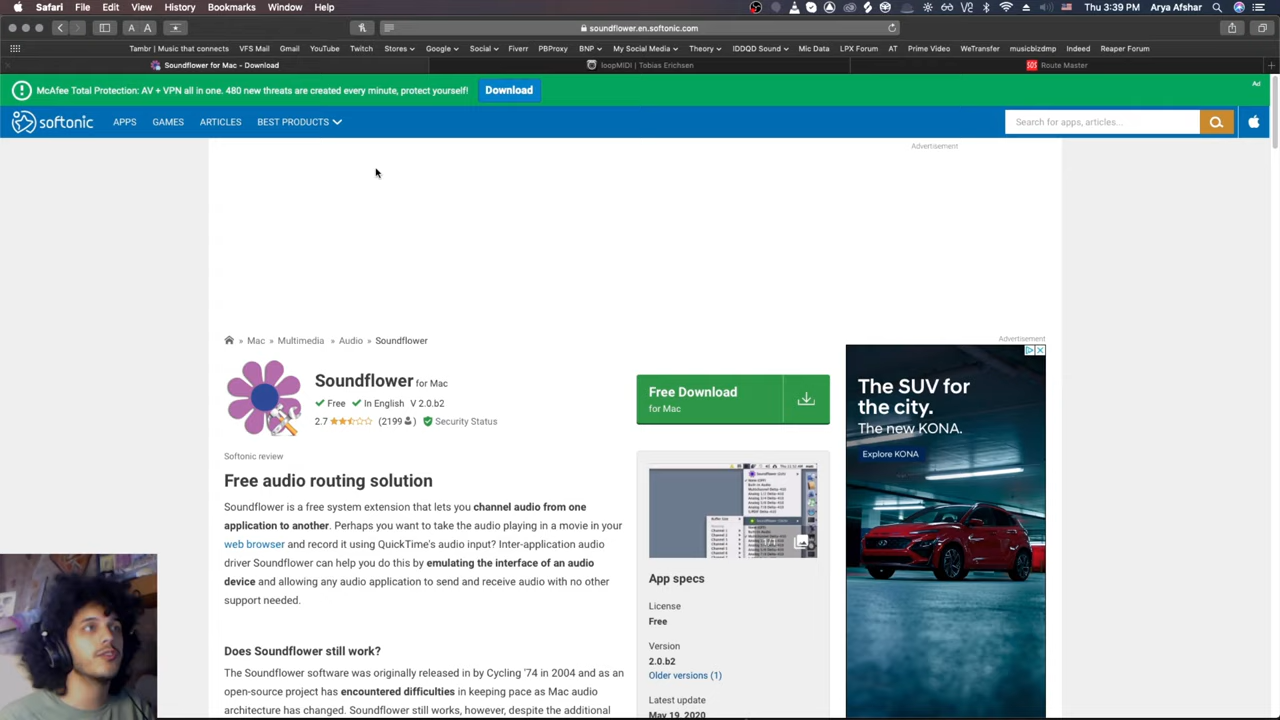 Safari File Edit View History Bookmarks Window Help
Thu 3:39 PM Arya Afshar
soundflower.en.softonic.com
Tambr | Music that connects VFS Mail Gmail YouTube Twitch Stores Google Social Fiverr PBProxy BNP My Social Media Theory IDDQD Sound Mic Data LPX Forum AT Prime Video WeTransfer musicbizdmp Indeed Reaper Forum
Soundflower for Mac - Download
loopMIDI | Tobias Erichsen
SOS Route Master
McAfee Total Protection: AV + VPN all in one. 480 new threats are created every minute, protect yourself! Download
Ad
softonic APPS GAMES ARTICLES BEST PRODUCTS
Search for apps, articles...
Advertisement
» Mac » Multimedia » Audio » Soundflower
Advertisement
Soundflower for Mac
Free In English V 2.0.b2
2.7 (2199) Security Status
Free Download
for Mac
Softonic review
Free audio routing solution
Soundflower is a free system extension that lets you channel audio from one
application to another. Perhaps you want to take the audio playing in a movie in your
web browser and record it using QuickTime's audio input? Inter-application audio
driver Soundflower can help you do this by emulating the interface of an audio
device and allowing any audio application to send and receive audio with no other
support needed.
Does Soundflower still work?
The Soundflower software was originally released in by Cycling '74 in 2004 and as an
open-source project has encountered difficulties in keeping pace as Mac audio
architecture has changed. Soundflower still works, however, despite the additional
App specs
License
Free
Version
2.0.b2
Older versions (1)
Latest update
May 19, 2020
The SUV for
the city.
The new KONA.
Explore KONA